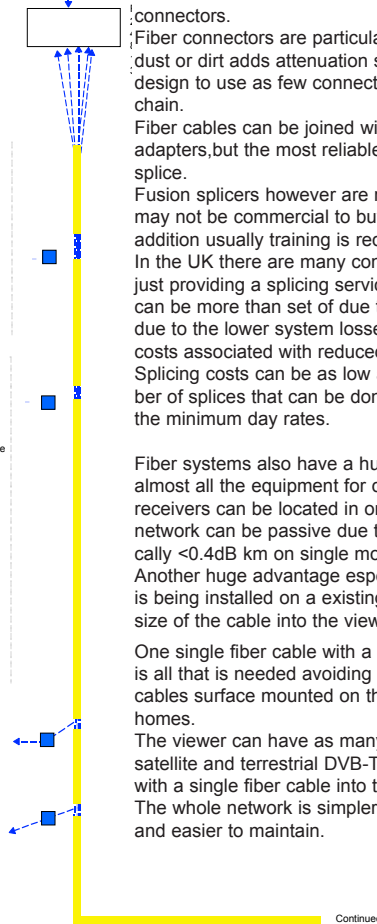 connectors.
Fiber connectors are particula
dust or dirt adds attenuation s
design to use as few connect
chain.
Fiber cables can be joined wi
adapters,but the most reliable
splice.
Fusion splicers however are r
may not be commercial to bu
addition usually training is rec
In the UK there are many con
just providing a splicing servic
can be more than set of due t
due to the lower system losse
costs associated with reduced
Splicing costs can be as low a
ber of splices that can be don
the minimum day rates.
e
Fiber systems also have a hu
almost all the equipment for c
receivers can be located in or
network can be passive due t
cally <0.4dB km on single mo
Another huge advantage espe
is being installed on a existing
size of the cable into the view
One single fiber cable with a
is all that is needed avoiding
cables surface mounted on th
homes.
The viewer can have as many
satellite and terrestrial DVB-T
with a single fiber cable into t
The whole network is simpler
and easier to maintain.
Continued